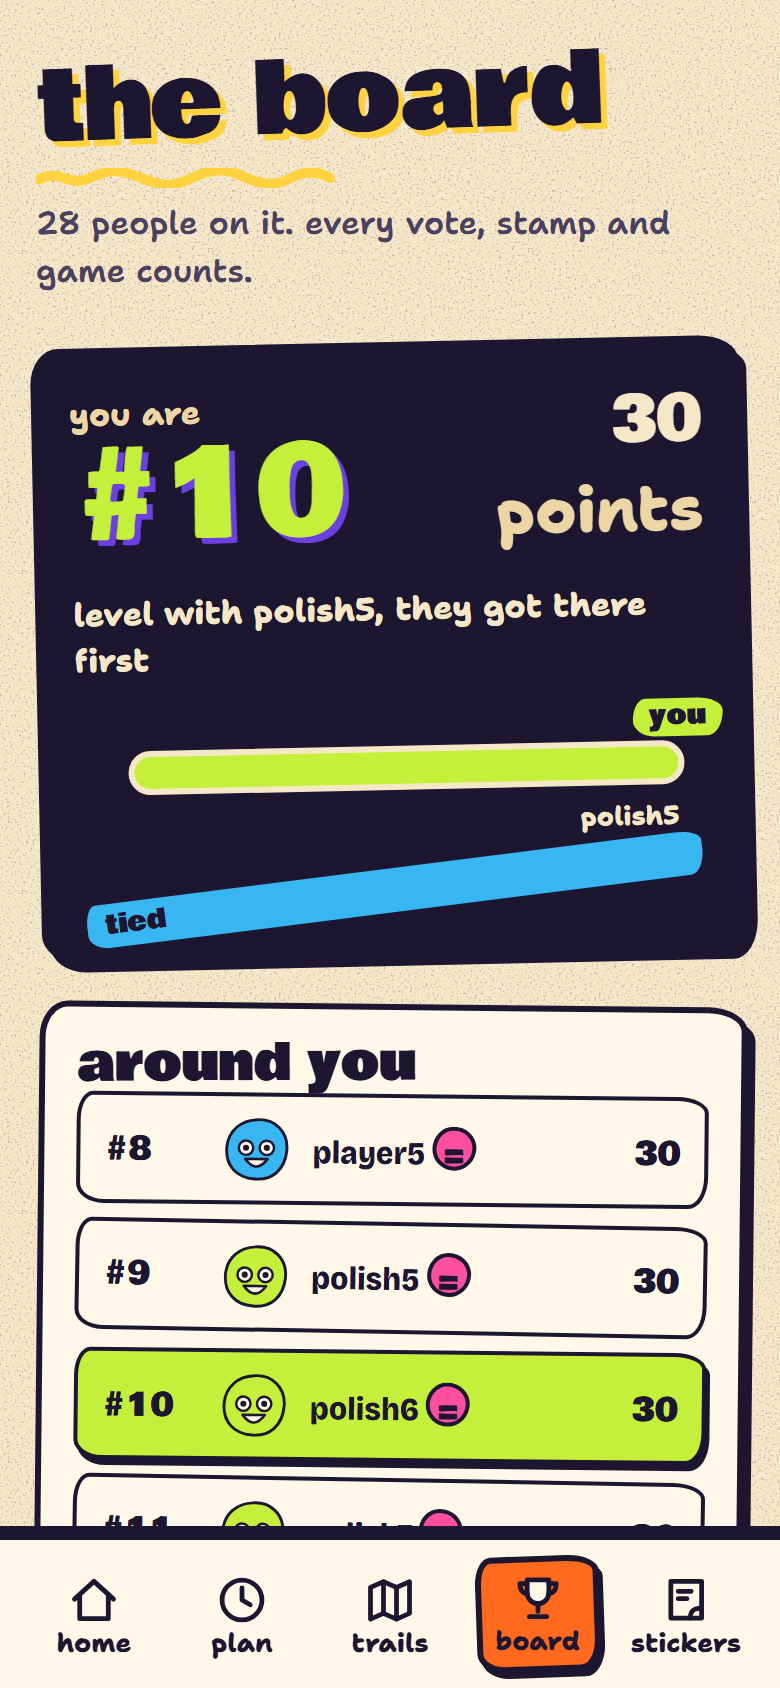 the board
28 people on it. every vote, stamp and
game counts.
you are
#10
30
points
level with polish5, they got there
first
you
polish5
tied
around you
#8 player5 = 30
#9 polish5 = 30
#10 polish6 = 30
#11
home plan trails board stickers